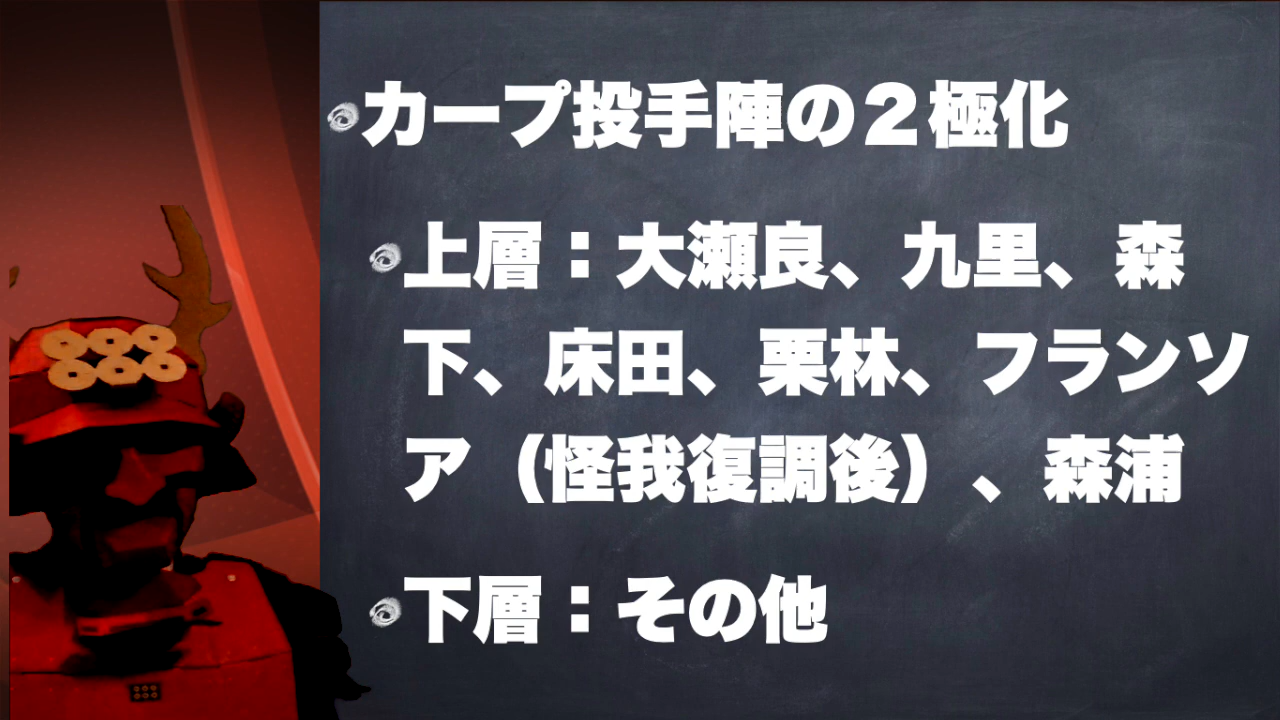 カープ投手陣の２極化
上層：大瀬良、九里、森
下、床田、栗林、フランソ
ア（怪我復調後）、森浦
下層：その他